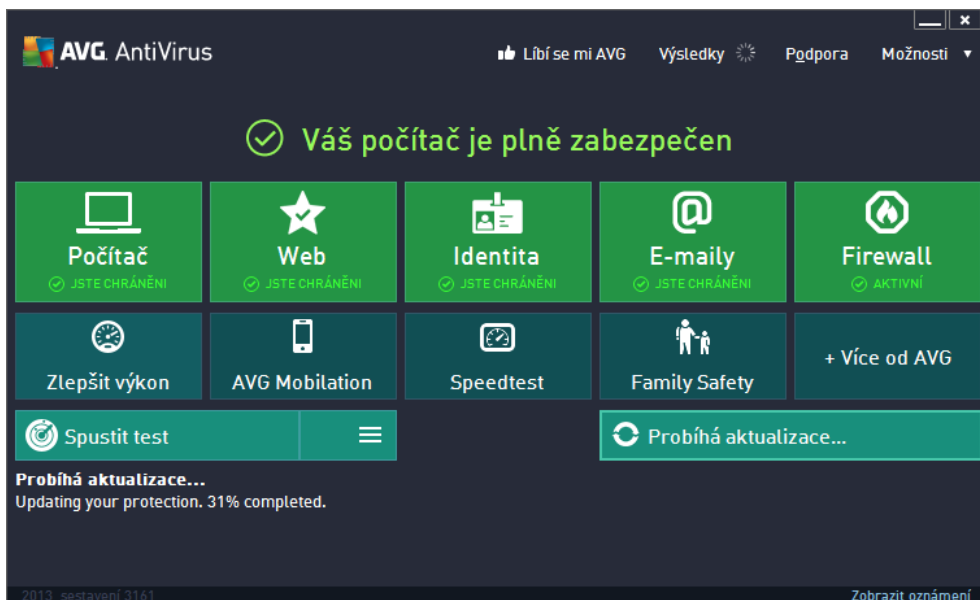 AVG. AntiVirus
Líbí se mi AVG Výsledky Podpora Možnosti
Váš počítač je plně zabezpečen
Počítač Web Identita E-maily Firewall
JSTE CHRÁNĚNI JSTE CHRÁNĚNI JSTE CHRÁNĚNI JSTE CHRÁNĚNI AKTIVNÍ
Zlepšit výkon AVG Mobilation Speedtest Family Safety + Více od AVG
Spustit test Probíhá aktualizace...
Probíhá aktualizace...
Updating your protection. 31% completed.
2013 sestavení 3161 Zobrazit oznámení